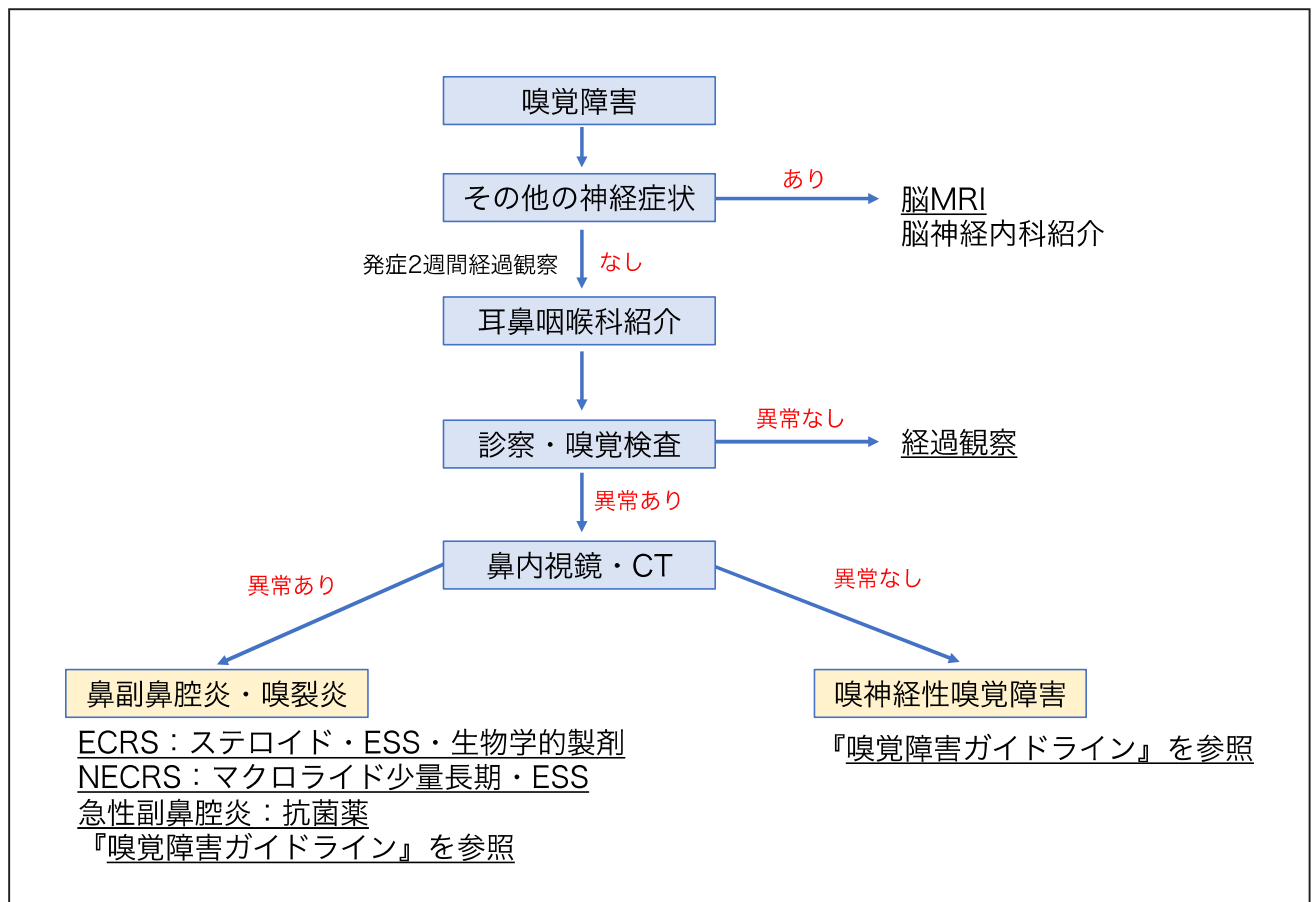 嗅覚障害
その他の神経症状
あり
脳MRI
脳神経内科紹介
発症2週間経過観察
なし
耳鼻咽喉科紹介
診察・嗅覚検査
異常なし
経過観察
異常あり
鼻内視鏡・CT
異常あり
異常なし
鼻副鼻腔炎・嗅裂炎
ECRS：ステロイド・ESS・生物学的製剤
NECRS：マクロライド少量長期・ESS
急性副鼻腔炎：抗菌薬
『嗅覚障害ガイドライン』を参照
嗅神経性嗅覚障害
『嗅覚障害ガイドライン』を参照